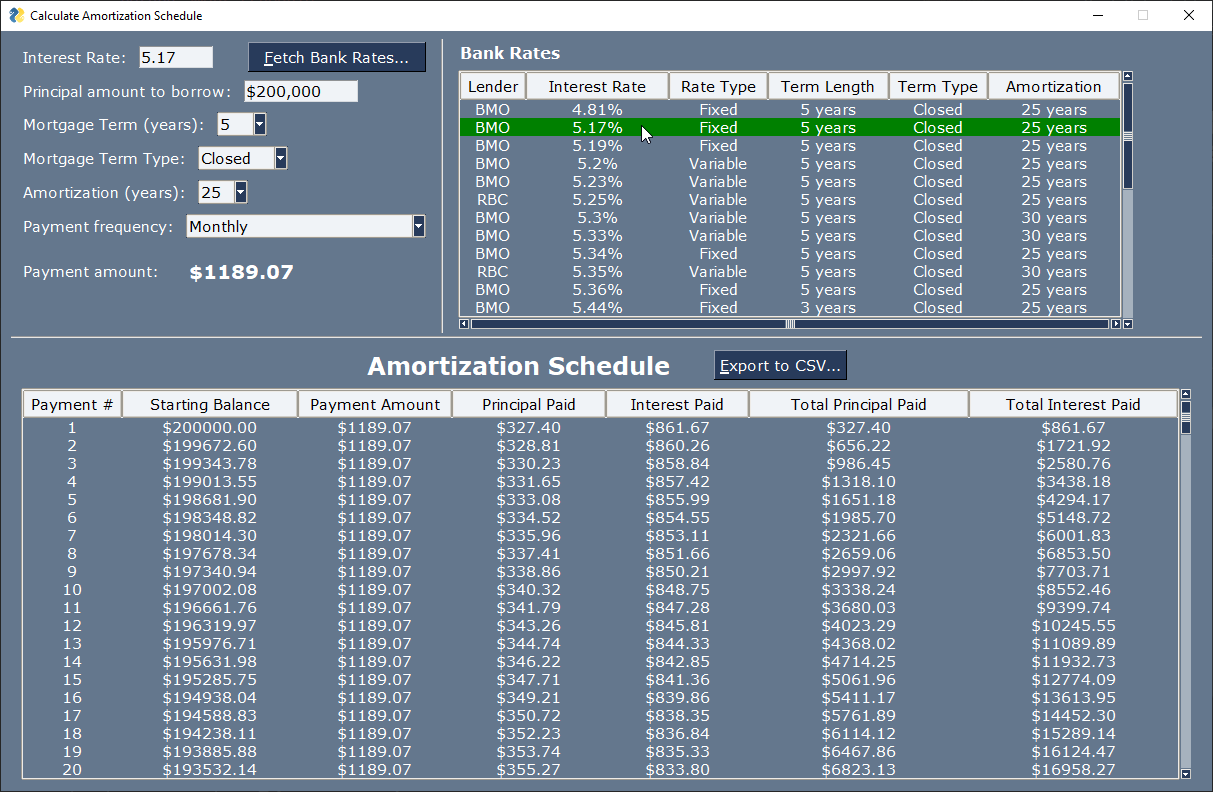 Calculate Amortization Schedule
Interest Rate: 5.17 Fetch Bank Rates...
Principal amount to borrow: $200,000
Mortgage Term (years): 5
Mortgage Term Type: Closed
Amortization (years): 25
Payment frequency: Monthly
Payment amount: $1189.07
Bank Rates
Lender Interest Rate Rate Type Term Length Term Type Amortization
BMO 4.81% Fixed 5 years Closed 25 years
BMO 5.17% Fixed 5 years Closed 25 years
BMO 5.19% Fixed 5 years Closed 25 years
BMO 5.2% Variable 5 years Closed 25 years
BMO 5.23% Variable 5 years Closed 25 years
RBC 5.25% Variable 5 years Closed 25 years
BMO 5.3% Variable 5 years Closed 30 years
BMO 5.33% Variable 5 years Closed 30 years
BMO 5.34% Fixed 5 years Closed 25 years
RBC 5.35% Variable 5 years Closed 30 years
BMO 5.36% Fixed 5 years Closed 25 years
BMO 5.44% Fixed 3 years Closed 25 years
Amortization Schedule Export to CSV...
Payment # Starting Balance Payment Amount Principal Paid Interest Paid Total Principal Paid Total Interest Paid
1 $200000.00 $1189.07 $327.40 $861.67 $327.40 $861.67
2 $199672.60 $1189.07 $328.81 $860.26 $656.22 $1721.92
3 $199343.78 $1189.07 $330.23 $858.84 $986.45 $2580.76
4 $199013.55 $1189.07 $331.65 $857.42 $1318.10 $3438.18
5 $198681.90 $1189.07 $333.08 $855.99 $1651.18 $4294.17
6 $198348.82 $1189.07 $334.52 $854.55 $1985.70 $5148.72
7 $198014.30 $1189.07 $335.96 $853.11 $2321.66 $6001.83
8 $197678.34 $1189.07 $337.41 $851.66 $2659.06 $6853.50
9 $197340.94 $1189.07 $338.86 $850.21 $2997.92 $7703.71
10 $197002.08 $1189.07 $340.32 $848.75 $3338.24 $8552.46
11 $196661.76 $1189.07 $341.79 $847.28 $3680.03 $9399.74
12 $196319.97 $1189.07 $343.26 $845.81 $4023.29 $10245.55
13 $195976.71 $1189.07 $344.74 $844.33 $4368.02 $11089.89
14 $195631.98 $1189.07 $346.22 $842.85 $4714.25 $11932.73
15 $195285.75 $1189.07 $347.71 $841.36 $5061.96 $12774.09
16 $194938.04 $1189.07 $349.21 $839.86 $5411.17 $13613.95
17 $194588.83 $1189.07 $350.72 $838.35 $5761.89 $14452.30
18 $194238.11 $1189.07 $352.23 $836.84 $6114.12 $15289.14
19 $193885.88 $1189.07 $353.74 $835.33 $6467.86 $16124.47
20 $193532.14 $1189.07 $355.27 $833.80 $6823.13 $16958.27